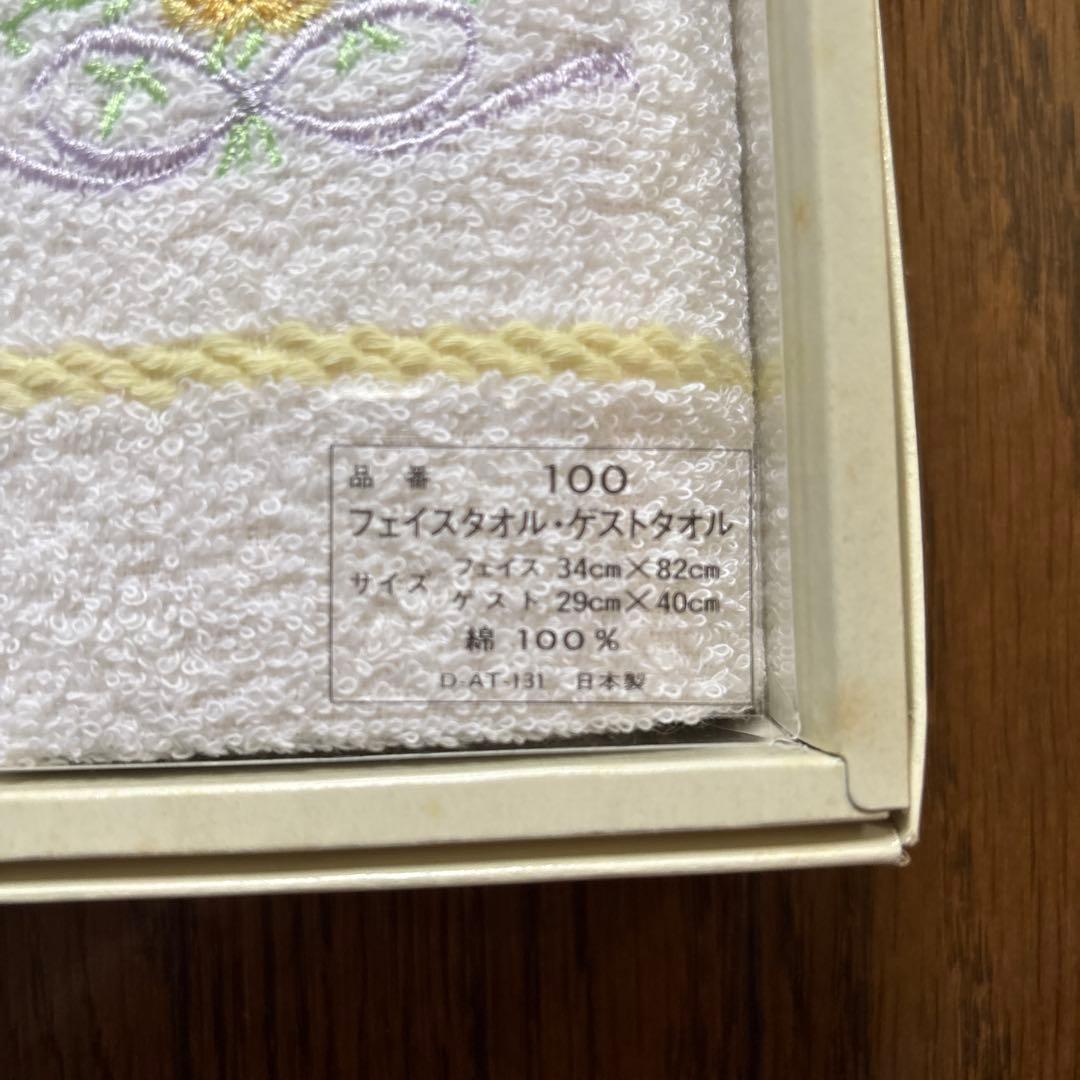 品番 100
フェイスタオル・ゲストタオル
サイズ フェイス 34cm×82cm
ゲスト 29cm×40cm
綿 100%
D-AT-131 日本製